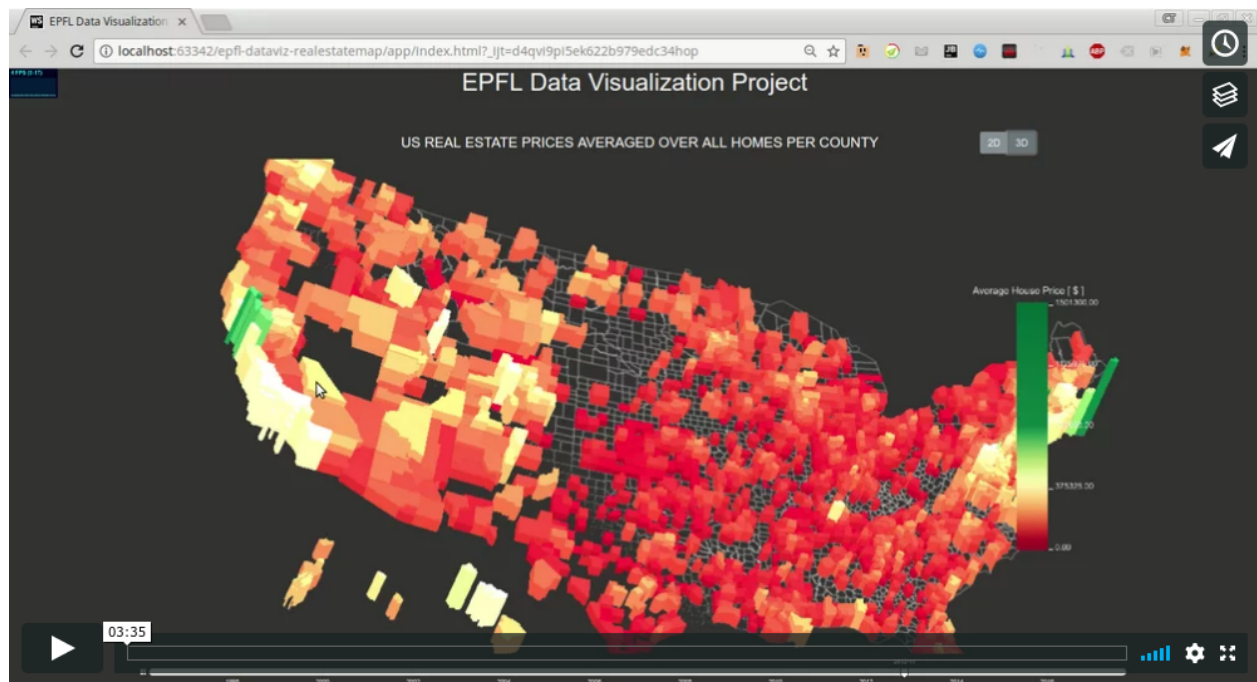 EPFL Data Visualization
localhost:63342/epfl-dataviz-realestatemap/app/index.html?_ijt=d4qvi9pi5ek622b979edc34hop
EPFL Data Visualization Project
US REAL ESTATE PRICES AVERAGED OVER ALL HOMES PER COUNTY
2D 3D
Average House Price [ $ ]
1501300.00
375325.00
0.00
03:35